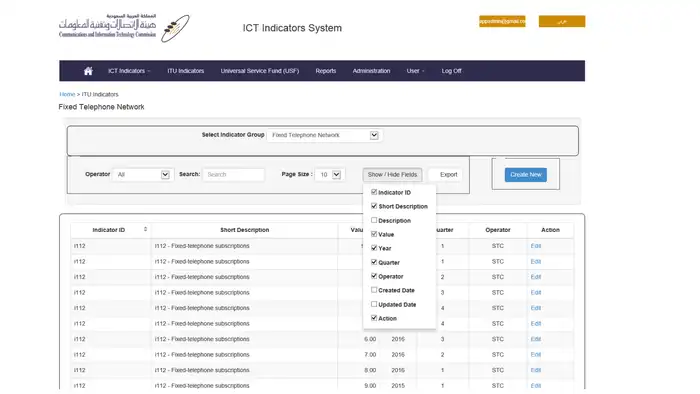 المملكة العربية السعودية
هيئة الاتصالات وتقنية المعلومات
Communications and Information Technology Commission
ICT Indicators System
appadmin@gmail.co
عربي
ICT Indicators
ITU Indicators
Universal Service Fund (USF)
Reports
Administration
User
Log Off
Home > ITU Indicators
Fixed Telephone Network
Select Indicator Group Fixed Telephone Network
Operator All Search: Search Page Size : 10 Show / Hide Fields Export Create New
Indicator ID
Short Description
Description
Value
Year
Quarter
Operator
Created Date
Updated Date
Action
Indicator ID Short Description Valu uarter Operator Action
i112 i112 - Fixed-telephone subscriptions 1 STC Edit
i112 i112 - Fixed-telephone subscriptions 1 STC Edit
i112 i112 - Fixed-telephone subscriptions 2 STC Edit
i112 i112 - Fixed-telephone subscriptions 3 STC Edit
i112 i112 - Fixed-telephone subscriptions 4 STC Edit
i112 i112 - Fixed-telephone subscriptions 4 STC Edit
i112 i112 - Fixed-telephone subscriptions 6.00 2016 3 STC Edit
i112 i112 - Fixed-telephone subscriptions 7.00 2016 2 STC Edit
i112 i112 - Fixed-telephone subscriptions 8.00 2016 1 STC Edit
i112 i112 - Fixed-telephone subscriptions 9.00 2015 1 STC Edit